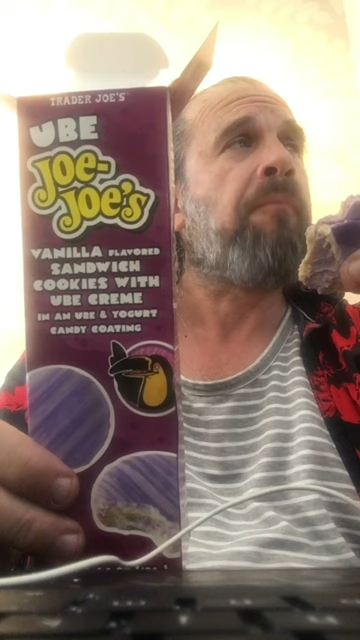 TRADER JOE'S
UBE
JOE-
JOE'S
VANILLA FLAVORED
SANDWICH
COOKIES WITH
UBE CREME
IN AN UBE & YOGURT
CANDY COATING